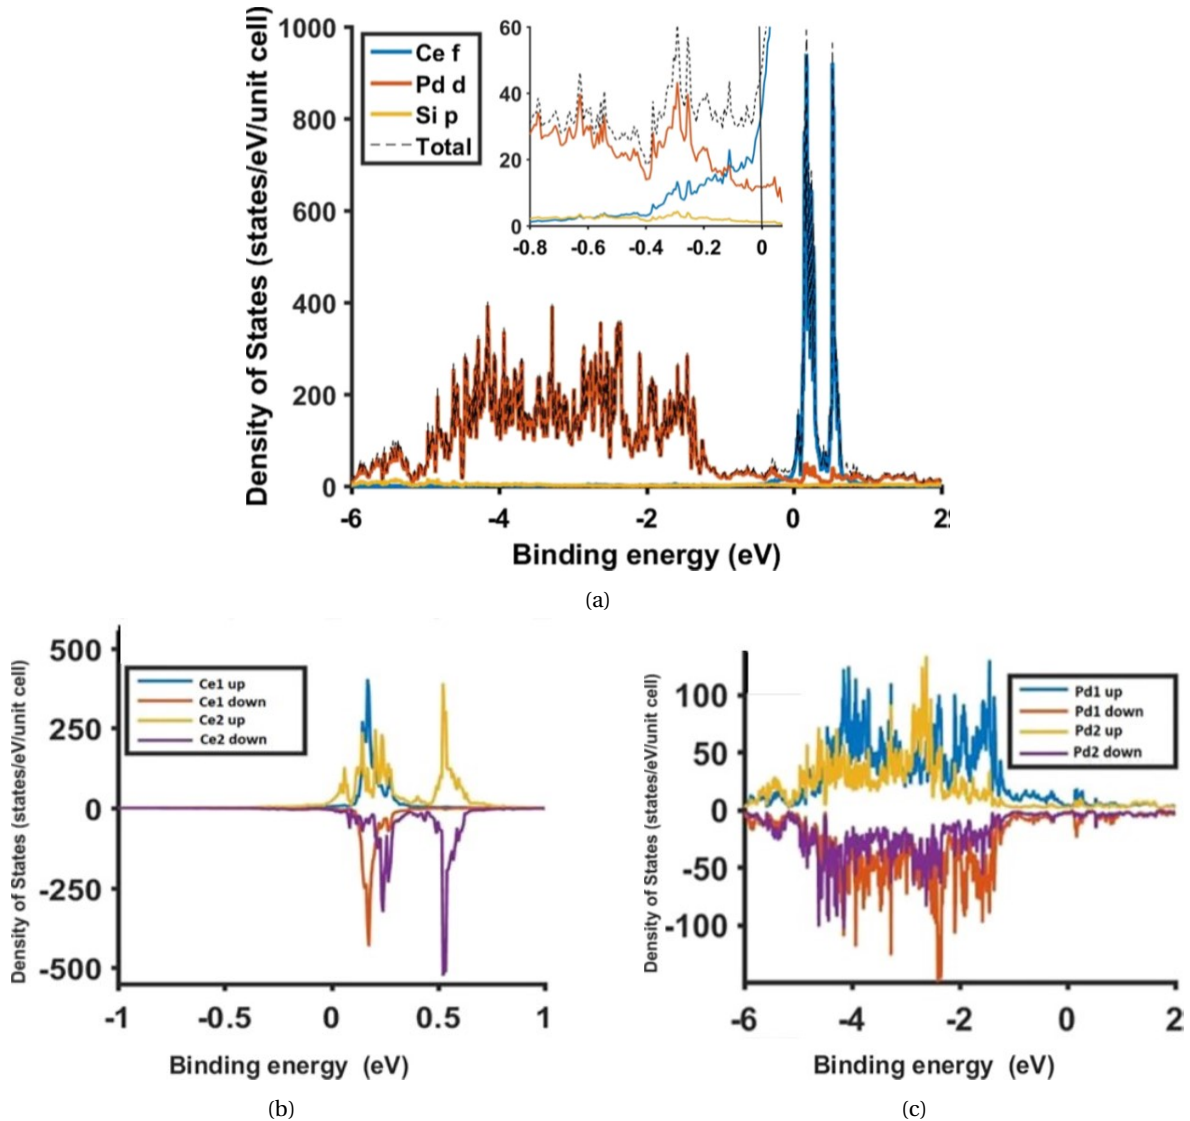 Density of States (states/eV/unit cell)
1000
800
600
400
200
0
Ce f
Pd d
Si p
Total
60
40
20
0
-0.8
-0.6
-0.4
-0.2
0
-6
-4
-2
0
2
Binding energy (eV)
(a)
Density of States (states/eV/unit cell)
500
250
0
-250
-500
Ce1 up
Ce1 down
Ce2 up
Ce2 down
-1
-0.5
0
0.5
1
Binding energy (eV)
(b)
Density of States (states/eV/unit cell)
100
50
0
-50
-100
Pd1 up
Pd1 down
Pd2 up
Pd2 down
-6
-4
-2
0
2
Binding energy (eV)
(c)